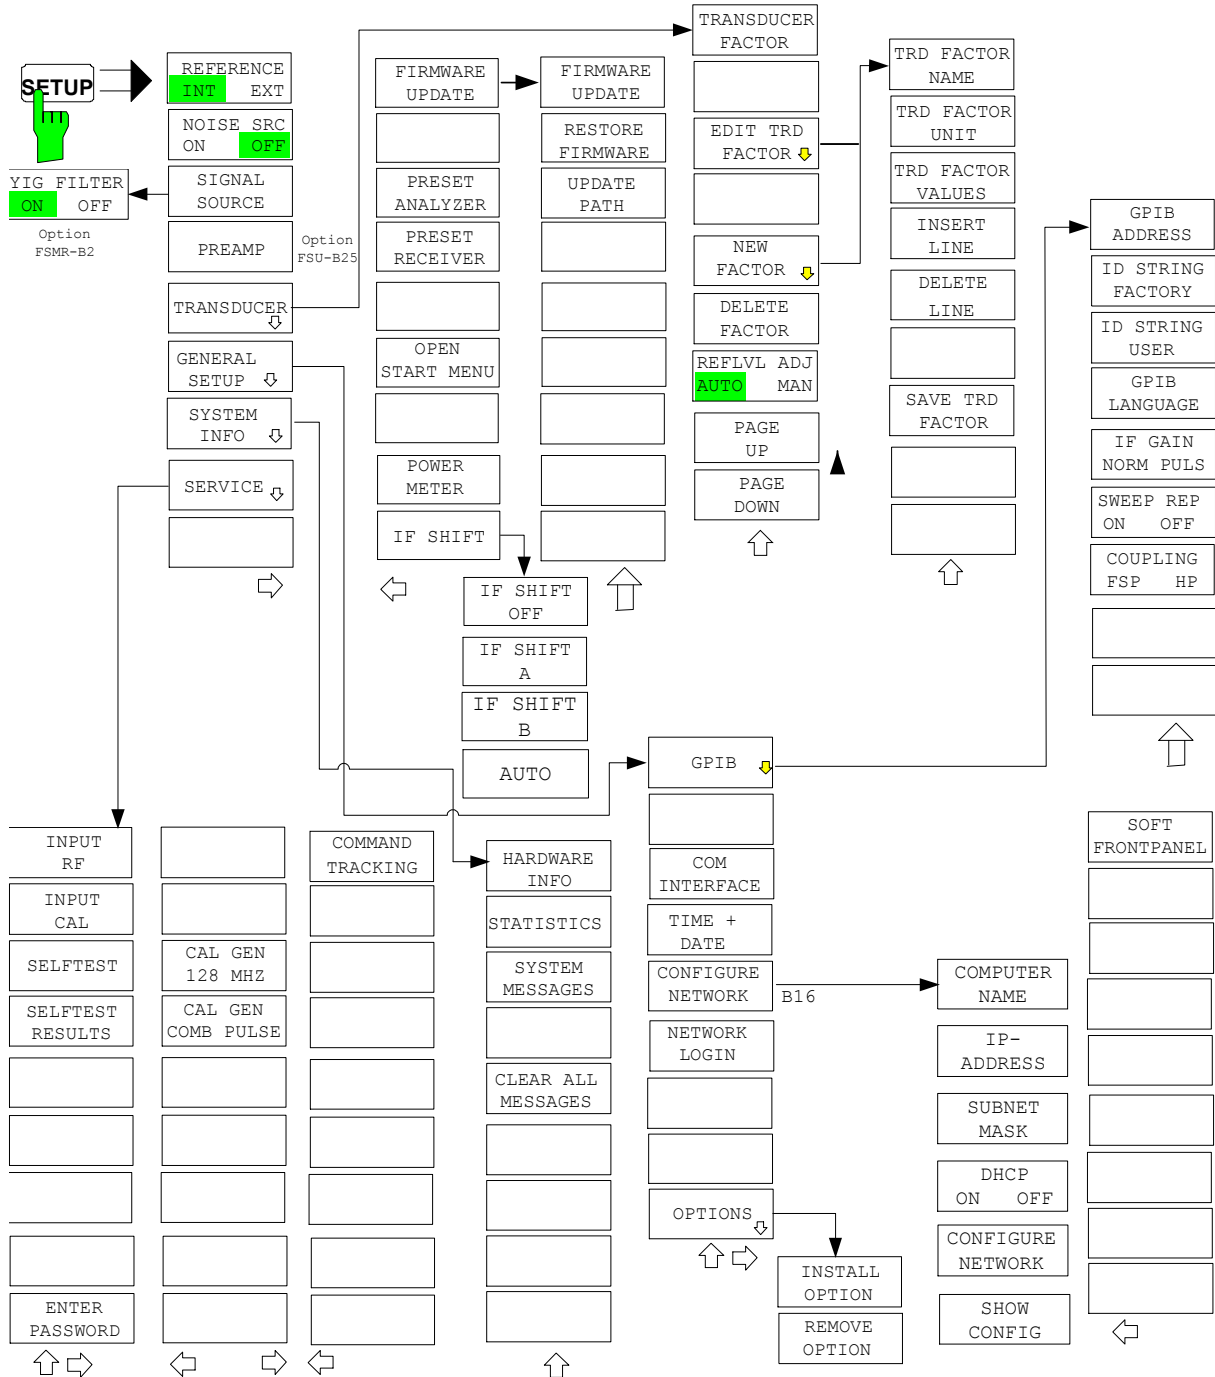 SETUP
REFERENCE
INT EXT
NOISE SRC
ON OFF
SIGNAL
SOURCE
YIG FILTER
ON OFF
Option
FSMR-B2
PREAMP
Option
FSU-B25
TRANSDUCER
GENERAL
SETUP
SYSTEM
INFO
SERVICE
FIRMWARE
UPDATE
PRESET
ANALYZER
PRESET
RECEIVER
OPEN
START MENU
POWER
METER
IF SHIFT
FIRMWARE
UPDATE
RESTORE
FIRMWARE
UPDATE
PATH
IF SHIFT
OFF
IF SHIFT
A
IF SHIFT
B
AUTO
TRANSDUCER
FACTOR
EDIT TRD
FACTOR
NEW
FACTOR
DELETE
FACTOR
REFLVL ADJ
AUTO MAN
PAGE
UP
PAGE
DOWN
TRD FACTOR
NAME
TRD FACTOR
UNIT
TRD FACTOR
VALUES
INSERT
LINE
DELETE
LINE
SAVE TRD
FACTOR
GPIB
ADDRESS
ID STRING
FACTORY
ID STRING
USER
GPIB
LANGUAGE
IF GAIN
NORM PULS
SWEEP REP
ON OFF
COUPLING
FSP HP
INPUT
RF
INPUT
CAL
SELFTEST
SELFTEST
RESULTS
ENTER
PASSWORD
CAL GEN
128 MHZ
CAL GEN
COMB PULSE
COMMAND
TRACKING
HARDWARE
INFO
STATISTICS
SYSTEM
MESSAGES
CLEAR ALL
MESSAGES
GPIB
COM
INTERFACE
TIME +
DATE
CONFIGURE
NETWORK
B16
NETWORK
LOGIN
OPTIONS
INSTALL
OPTION
REMOVE
OPTION
COMPUTER
NAME
IP-
ADDRESS
SUBNET
MASK
DHCP
ON OFF
CONFIGURE
NETWORK
SHOW
CONFIG
SOFT
FRONTPANEL